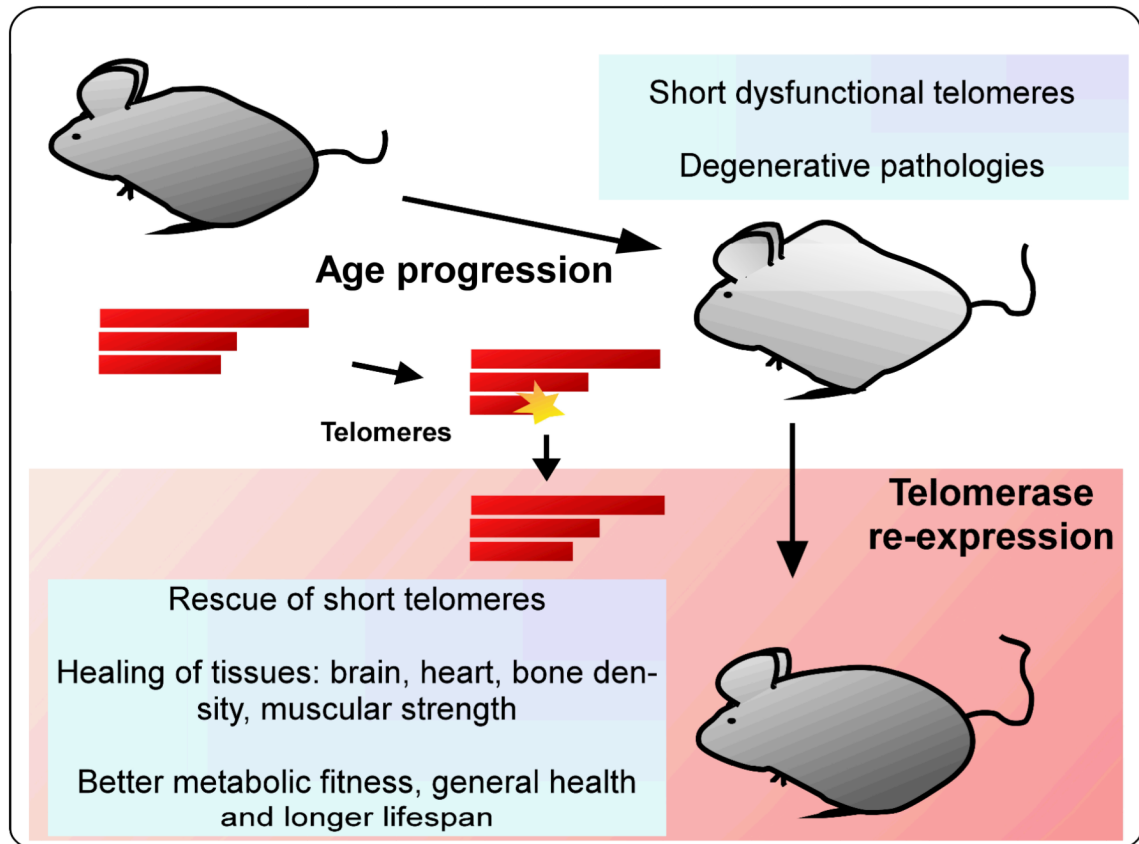 Short dysfunctional telomeres
Degenerative pathologies
Age progression
Telomeres
Telomerase
re-expression
Rescue of short telomeres
Healing of tissues: brain, heart, bone den-
sity, muscular strength
Better metabolic fitness, general health
and longer lifespan